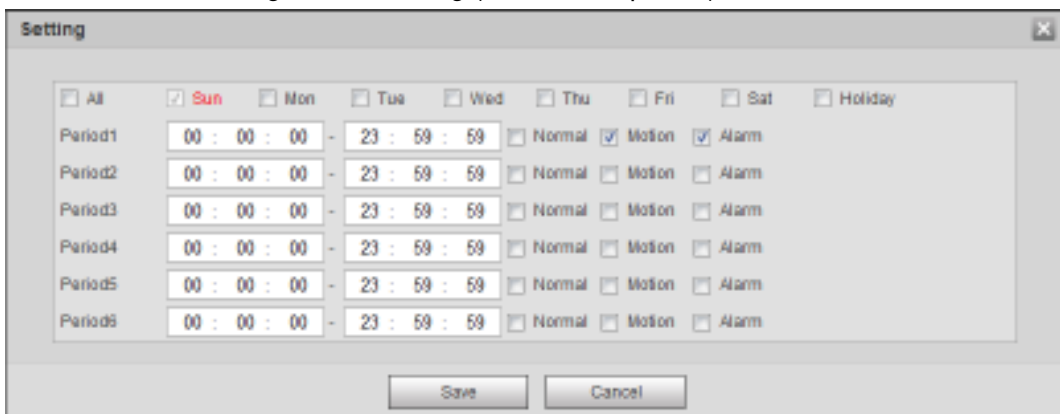 Setting
All Sun Mon Tue Wed Thu Fri Sat Holiday
Period1 00 : 00 : 00 - 23 : 59 : 59 Normal Motion Alarm
Period2 00 : 00 : 00 - 23 : 59 : 59 Normal Motion Alarm
Period3 00 : 00 : 00 - 23 : 59 : 59 Normal Motion Alarm
Period4 00 : 00 : 00 - 23 : 59 : 59 Normal Motion Alarm
Period5 00 : 00 : 00 - 23 : 59 : 59 Normal Motion Alarm
Period6 00 : 00 : 00 - 23 : 59 : 59 Normal Motion Alarm
Save Cancel